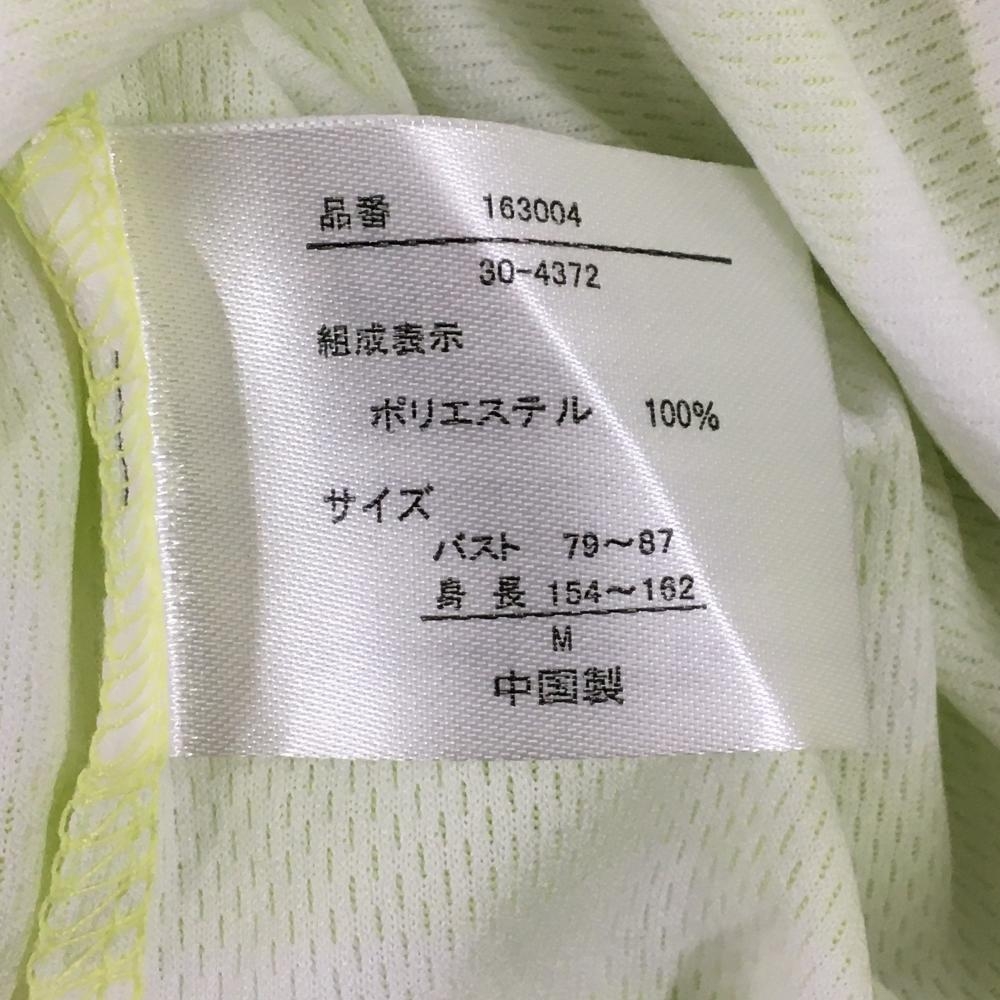 品番 163004
30-4372
組成表示
ポリエステル 100%
サイズ
バスト 79〜87
身長 154〜162
M
中国製